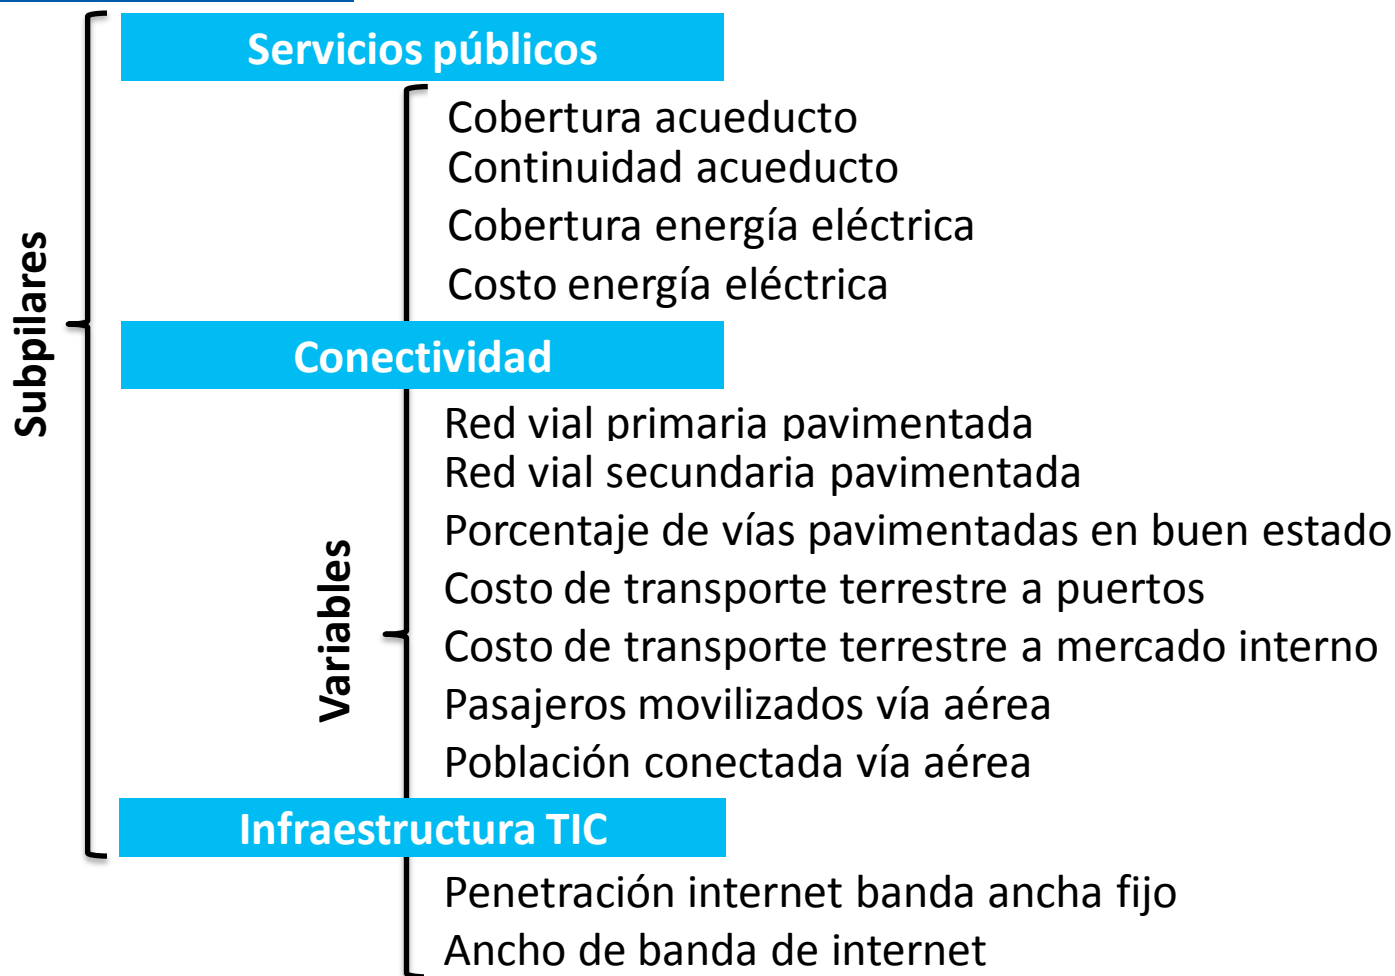 Subpilares
Servicios públicos
Variables
Cobertura acueducto
Continuidad acueducto
Cobertura energía eléctrica
Costo energía eléctrica
Conectividad
Red vial primaria pavimentada
Red vial secundaria pavimentada
Porcentaje de vías pavimentadas en buen estado
Costo de transporte terrestre a puertos
Costo de transporte terrestre a mercado interno
Pasajeros movilizados vía aérea
Población conectada vía aérea
Infraestructura TIC
Penetración internet banda ancha fijo
Ancho de banda de internet